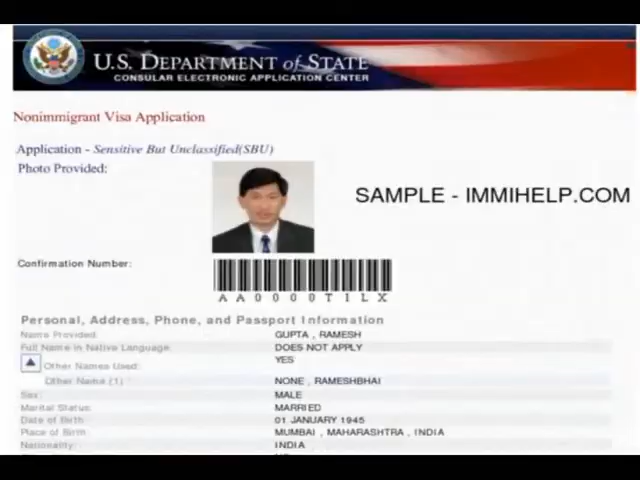 U.S. DEPARTMENT of STATE
CONSULAR ELECTRONIC APPLICATION CENTER
Nonimmigrant Visa Application
Application - Sensitive But Unclassified(SBU)
Photo Provided:
SAMPLE - IMMIHELP.COM
Confirmation Number:
AA0000T1LX
Personal, Address, Phone, and Passport Information
Name Provided: GUPTA , RAMESH
Full Name in Native Language: DOES NOT APPLY
Other Names Used: YES
Other Name (1) : NONE , RAMESHBHAI
Sex: MALE
Marital Status: MARRIED
Date of Birth: 01 JANUARY 1945
Place of Birth: MUMBAI , MAHARASHTRA , INDIA
Nationality: INDIA